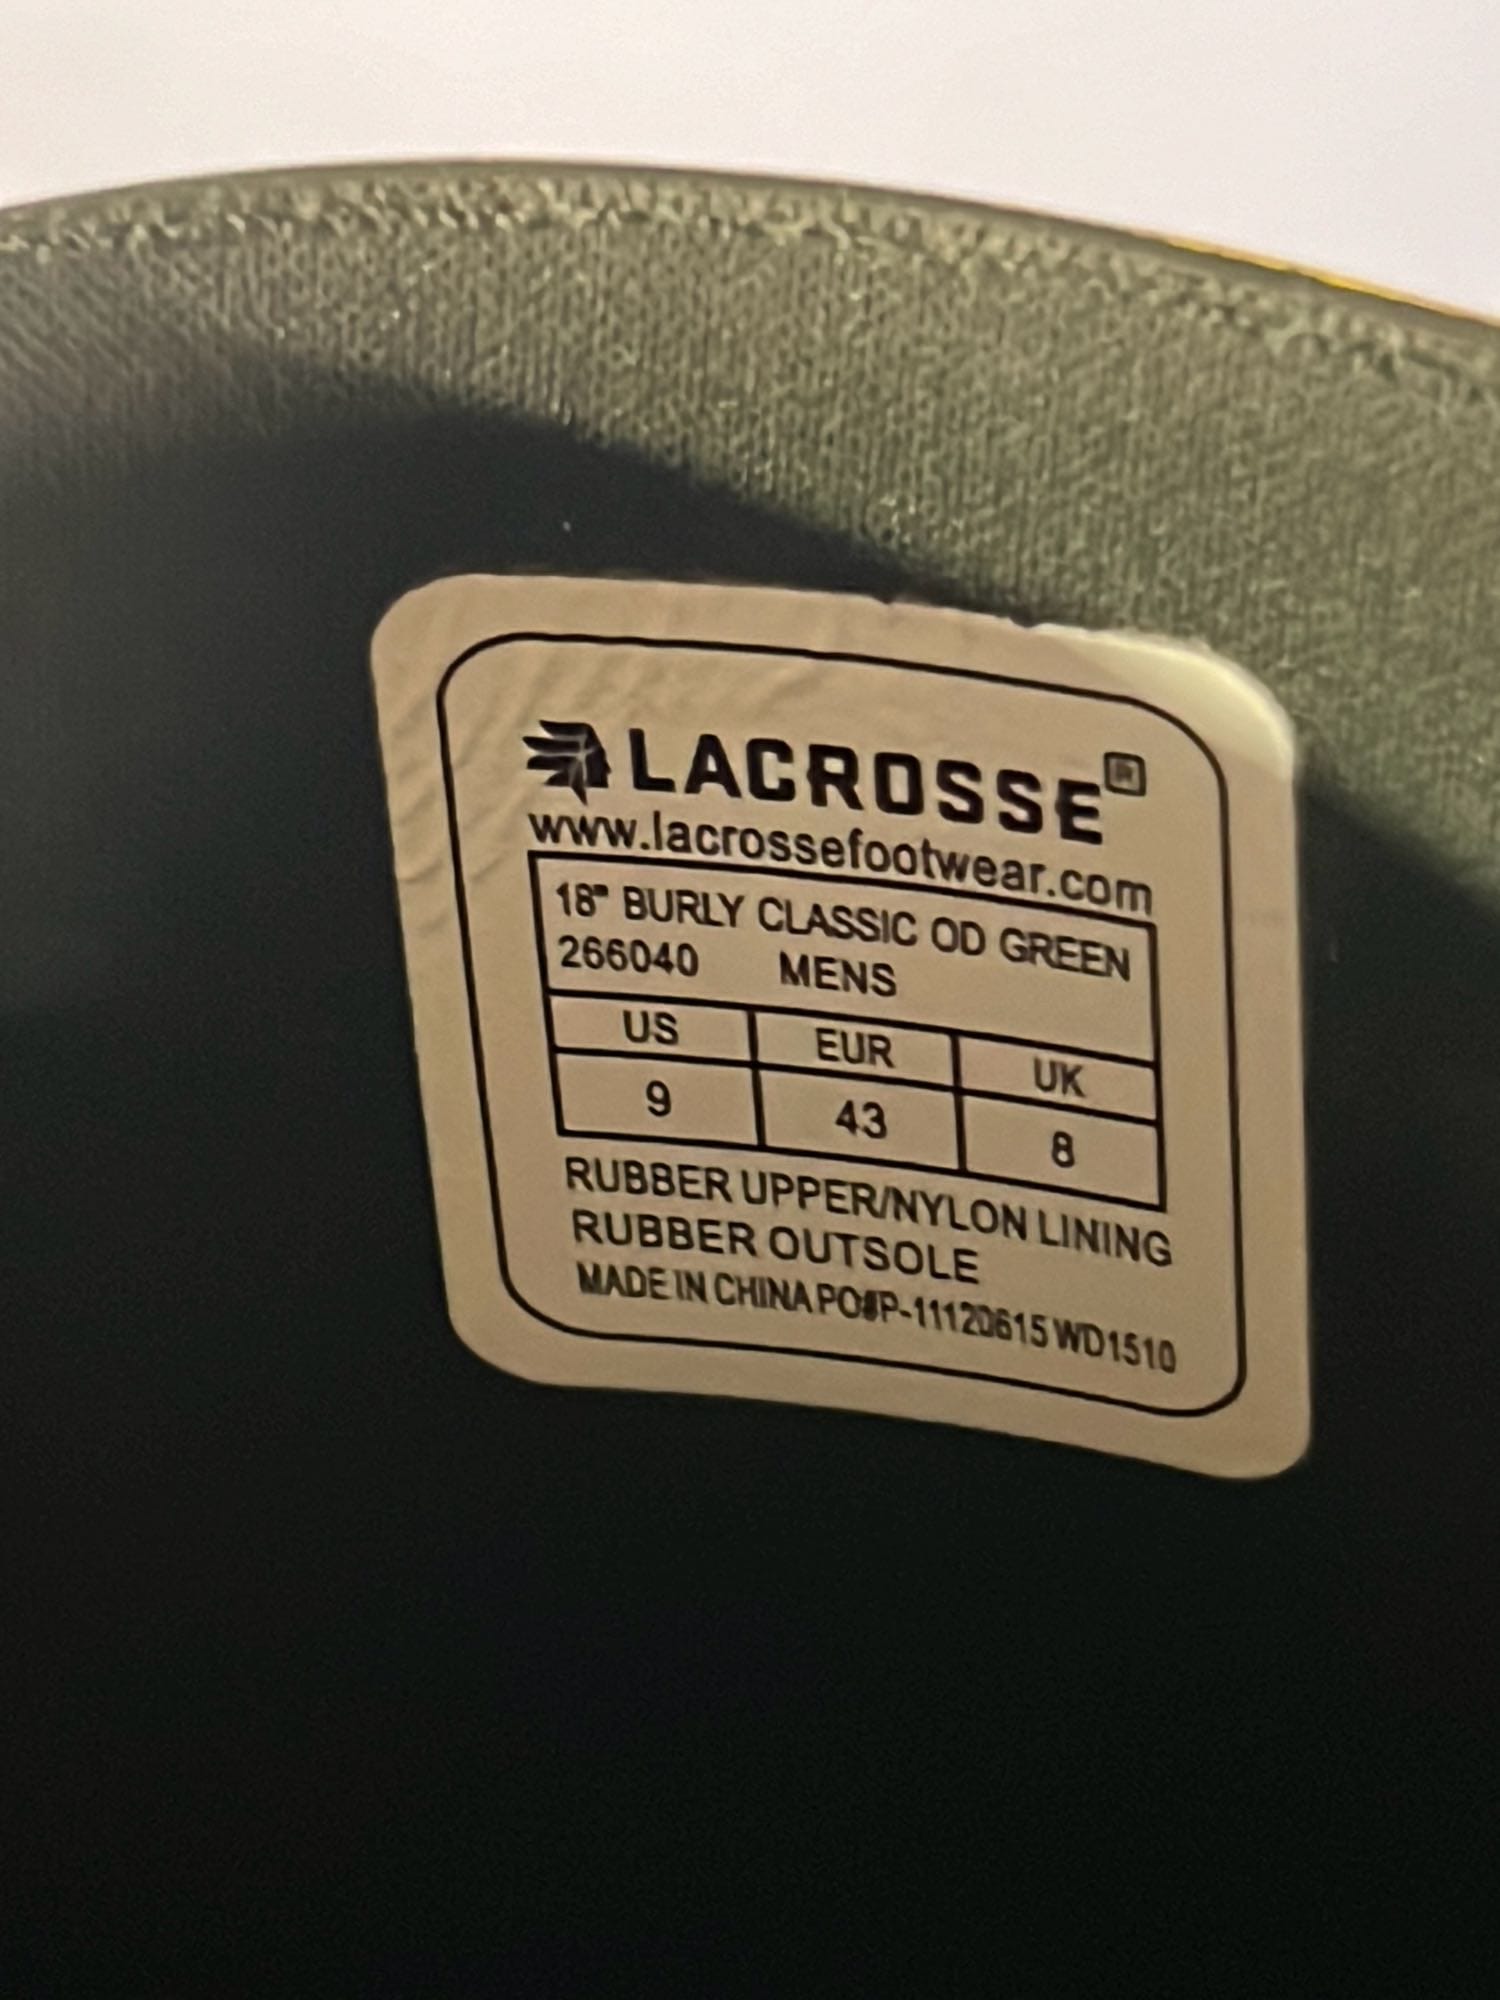 LACROSSE®
www.lacrossefootwear.com
18" BURLY CLASSIC OD GREEN
266040 MENS
US EUR UK
9 43 8
RUBBER UPPER/NYLON LINING
RUBBER OUTSOLE
MADE IN CHINA PO#P-11120615 WD1510